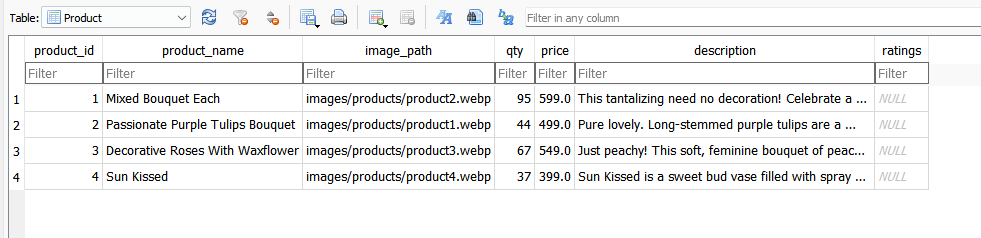 Table: Product Filter in any column
product_id product_name image_path qty price description ratings
Filter Filter Filter Filter Filter Filter Filter
1 1 Mixed Bouquet Each images/products/product2.webp 95 599.0 This tantalizing need no decoration! Celebrate a ... NULL
2 2 Passionate Purple Tulips Bouquet images/products/product1.webp 44 499.0 Pure lovely. Long-stemmed purple tulips are a ... NULL
3 3 Decorative Roses With Waxflower images/products/product3.webp 67 549.0 Just peachy! This soft, feminine bouquet of peac... NULL
4 4 Sun Kissed images/products/product4.webp 37 399.0 Sun Kissed is a sweet bud vase filled with spray ... NULL